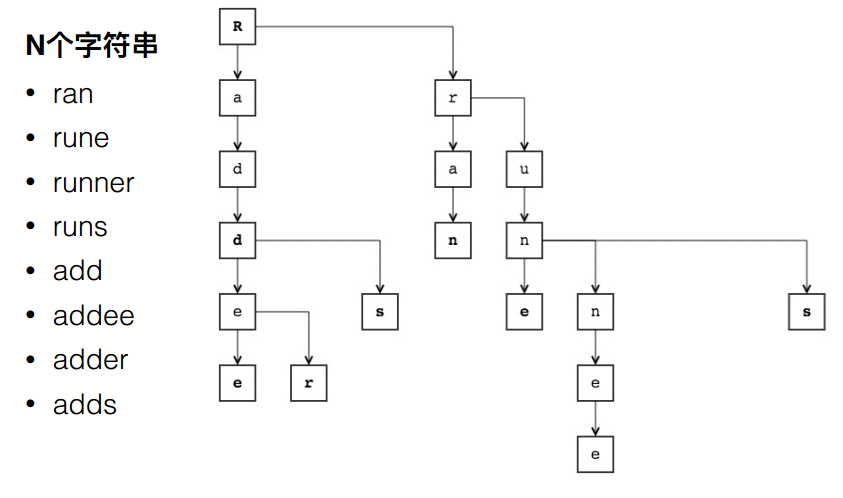 N个字符串
• ran
• rune
• runner
• runs
• add
• addee
• adder
• adds
R
a r
d a u
d n n
e s e n s
e r e
e